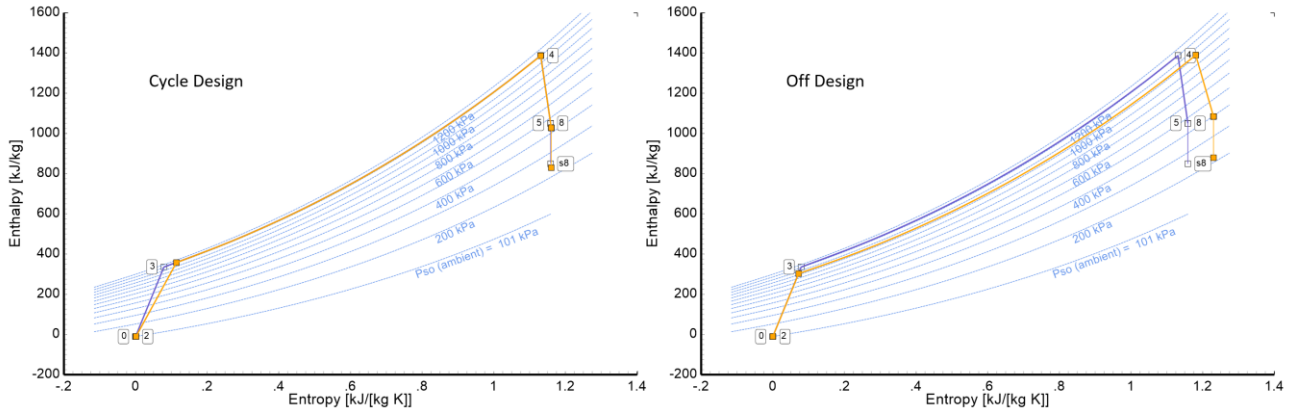 1600
1400
1200
1000
800
600
400
200
0
-200
Enthalpy [kJ/kg]
Cycle Design
4
5
8
s8
3
0
2
1200 kPa
1000 kPa
800 kPa
600 kPa
400 kPa
200 kPa
Pso (ambient) = 101 kPa
-.2
0
.2
.4
.6
.8
1
1.2
1.4
Entropy [kJ/[kg K]]
1600
1400
1200
1000
800
600
400
200
0
-200
Enthalpy [kJ/kg]
Off Design
4
5
8
s8
3
0
2
1200 kPa
1000 kPa
800 kPa
600 kPa
400 kPa
200 kPa
Pso (ambient) = 101 kPa
-.2
0
.2
.4
.6
.8
1
1.2
1.4
Entropy [kJ/[kg K]]